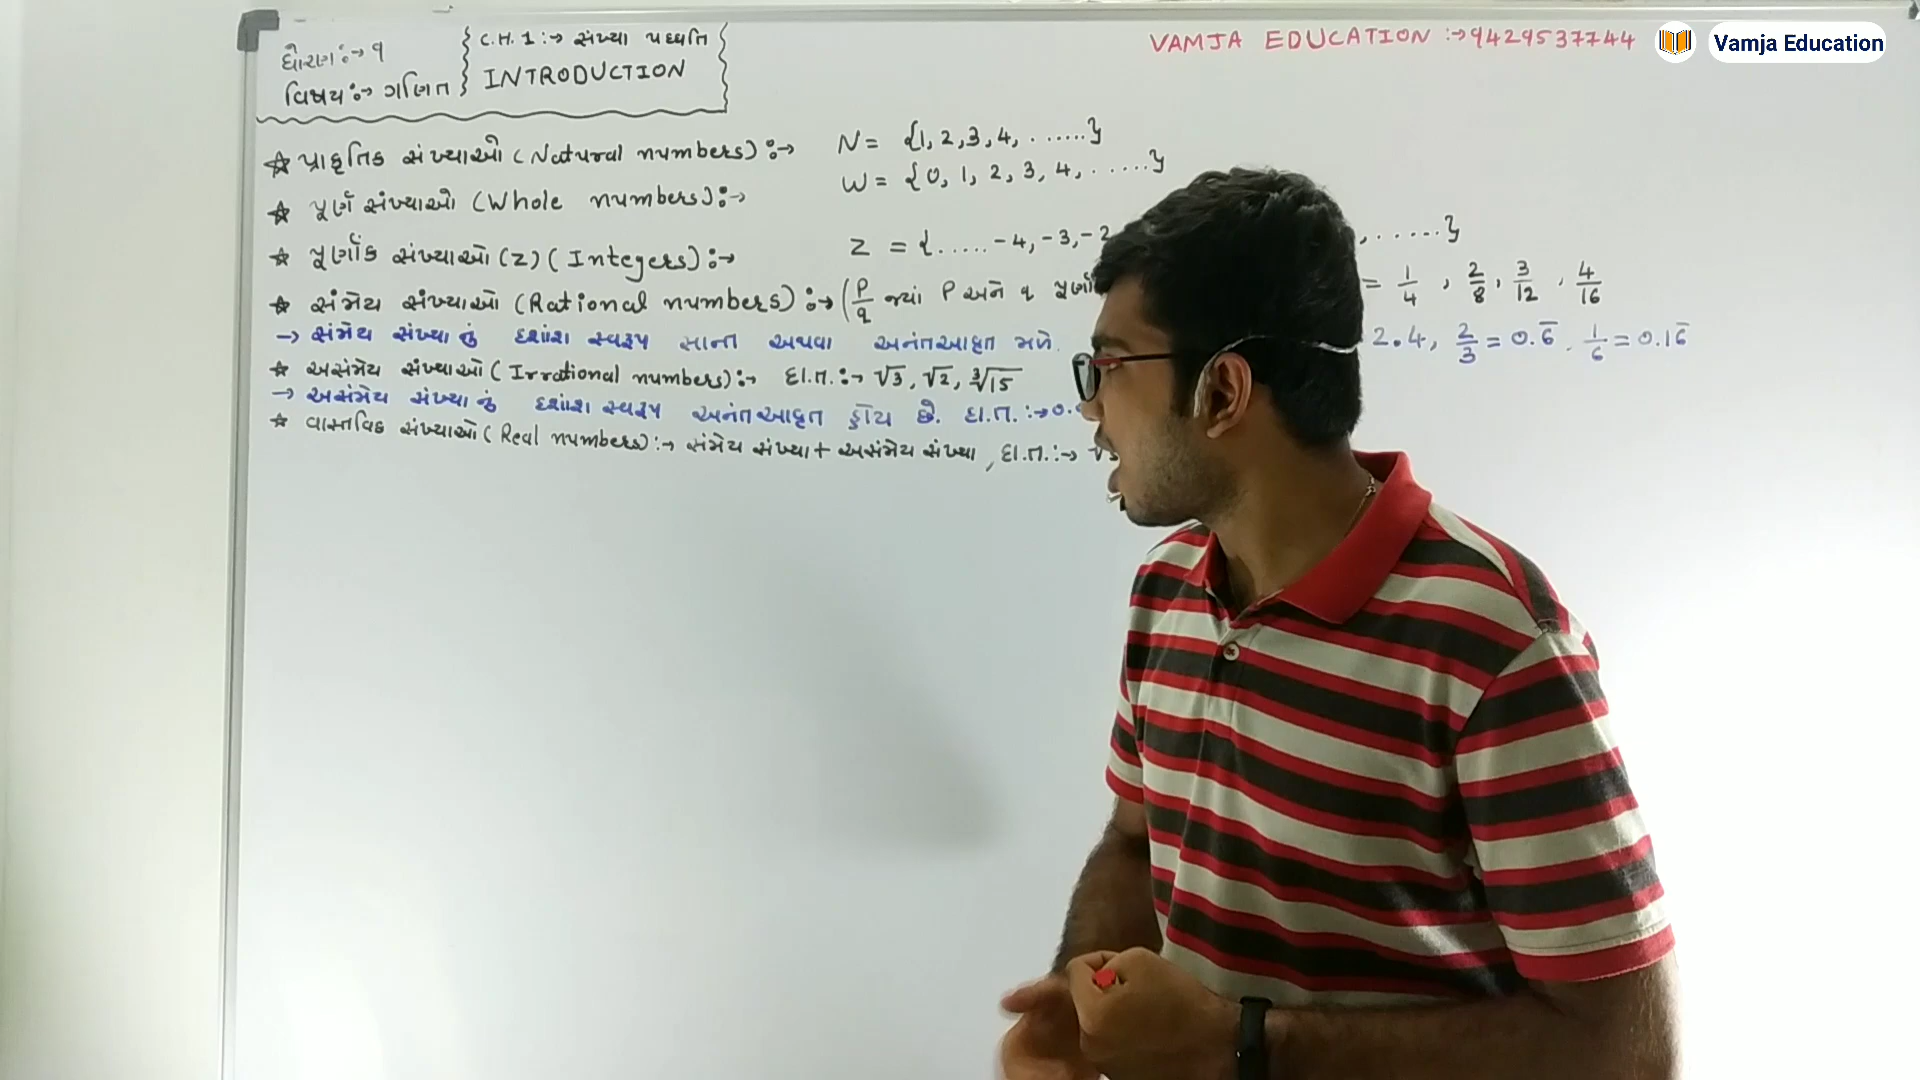 ધોરણ :→ ૧
વિષય :→ ગણિત
C.H. 1 :→ સંખ્યા પધ્ધતિ
INTRODUCTION
VAMJA EDUCATION :→ 9429537744
Vamja Education
☆ પ્રાકૃતિક સંખ્યાઓ (Natural numbers) :→ N = {1, 2, 3, 4, ......}
☆ પૂર્ણ સંખ્યાઓ (Whole numbers) :→ W = {0, 1, 2, 3, 4, ......}
☆ પૂર્ણાંક સંખ્યાઓ (Z) (Integers) :→ Z = {..... -4, -3, -2 , ......}
☆ સંમેય સંખ્યાઓ (Rational numbers) :→ (P/q જ્યાં P અને q = 1/4, 2/8, 3/12, 4/16
→ સંમેય સંખ્યાનું દશાંશ સ્વરૂપ સાન્ત અથવા અનંતઆવૃત મળે. 2.4, 2/3 = 0.6̅, 1/6 = 0.16̅
☆ અસંમેય સંખ્યાઓ (Irrational numbers) :→ દા.ત. :→ √3, √2, ∛15
→ અસંમેય સંખ્યાનું દશાંશ સ્વરૂપ અનંતઆવૃત હોય છે. દા.ત. :→ 0.
☆ વાસ્તવિક સંખ્યાઓ (Real numbers) :→ સંમેય સંખ્યા + અસંમેય સંખ્યા, દા.ત. :→